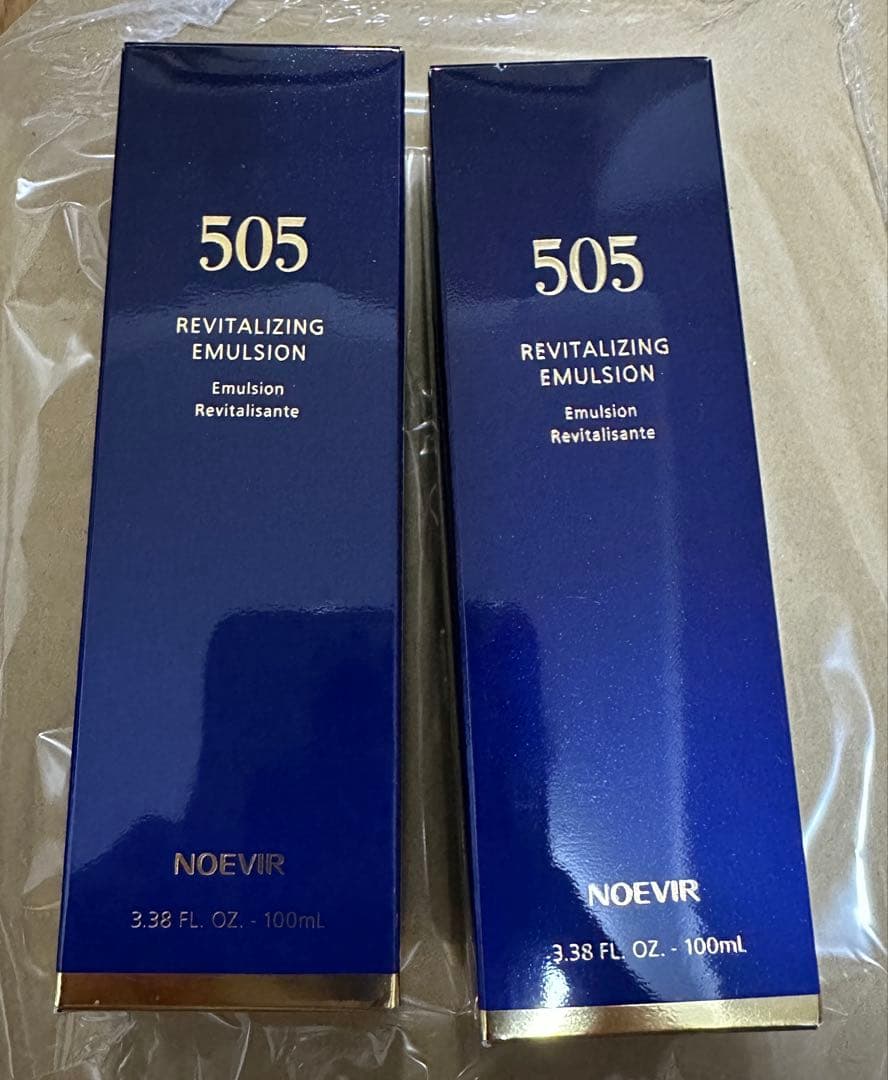 505
REVITALIZING
EMULSION
Emulsion
Revitalisante
NOEVIR
3.38 FL. OZ. - 100mL
505
REVITALIZING
EMULSION
Emulsion
Revitalisante
NOEVIR
3.38 FL. OZ. - 100mL